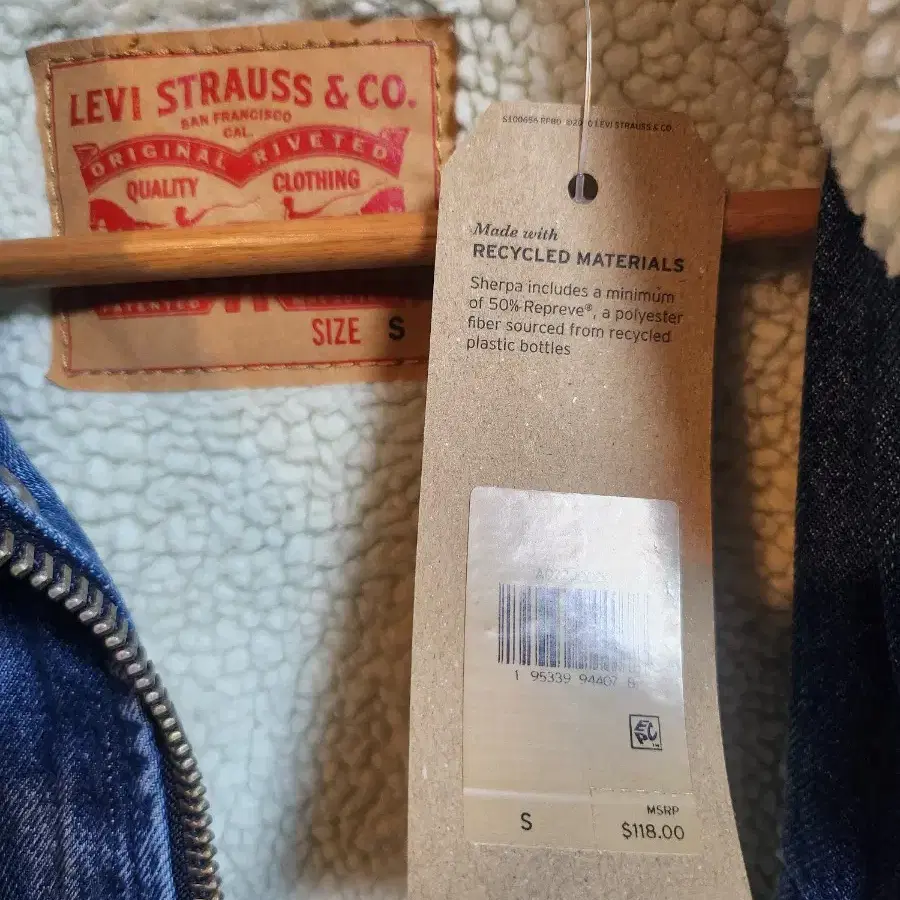 LEVI STRAUSS & CO.
SAN FRANCISCO
CAL.
ORIGINAL RIVETED
QUALITY CLOTHING
PATENTED
SIZE S
LEVI STRAUSS & CO.
Made with
RECYCLED MATERIALS
Sherpa includes a minimum
of 50% Repreve®, a polyester
fiber sourced from recycled
plastic bottles
1 95339 94407 8
EPC
S
MSRP
$118.00